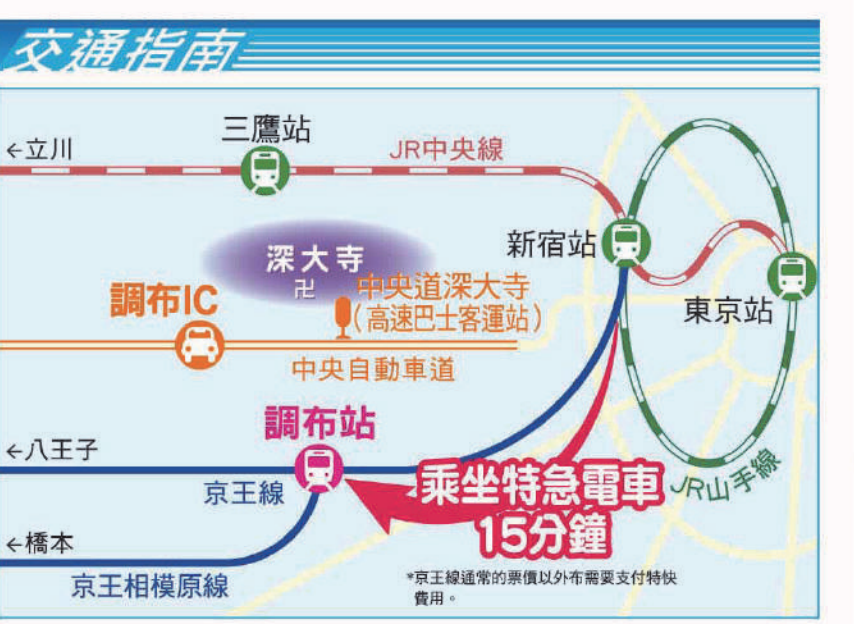 交通指南
←立川
三鷹站
JR中央線
新宿站
東京站
深大寺
卍
調布IC
中央道深大寺
(高速巴士客運站)
中央自動車道
調布站
←八王子
京王線
乘坐特急電車
15分鐘
JR山手線
←橋本
京王相模原線
*京王線通常的票價以外布需要支付特快
費用。